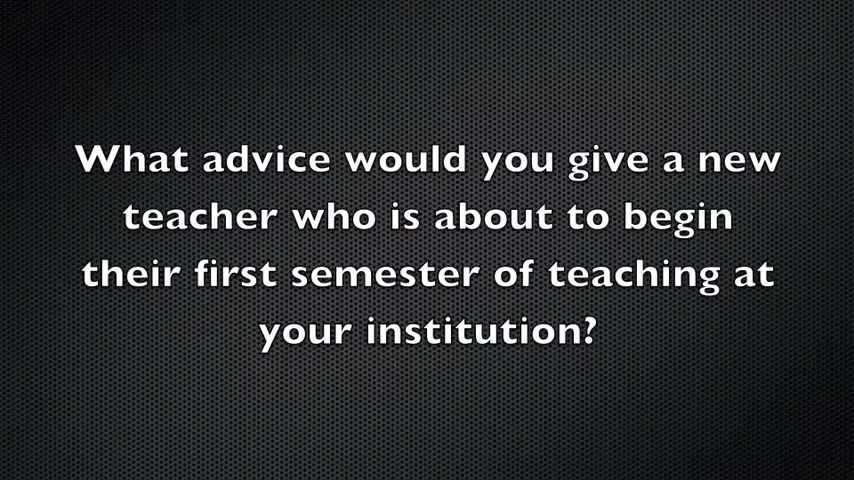 What advice would you give a new
teacher who is about to begin
their first semester of teaching at
your institution?